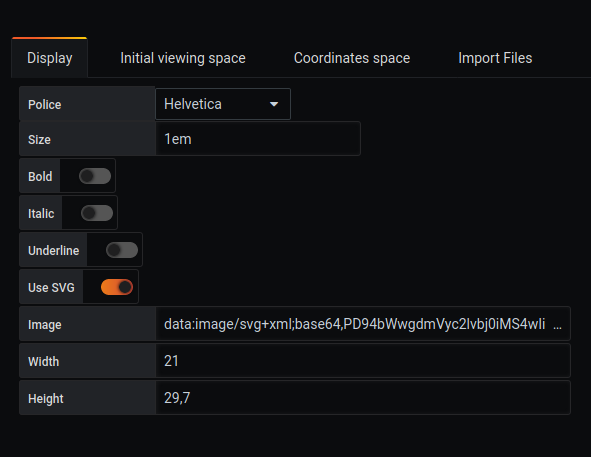 Display Initial viewing space Coordinates space Import Files
Police Helvetica
Size 1em
Bold
Italic
Underline
Use SVG
Image data:image/svg+xml;base64,PD94bWwgdmVyc2lvbj0iMS4wIi ...
Width 21
Height 29,7